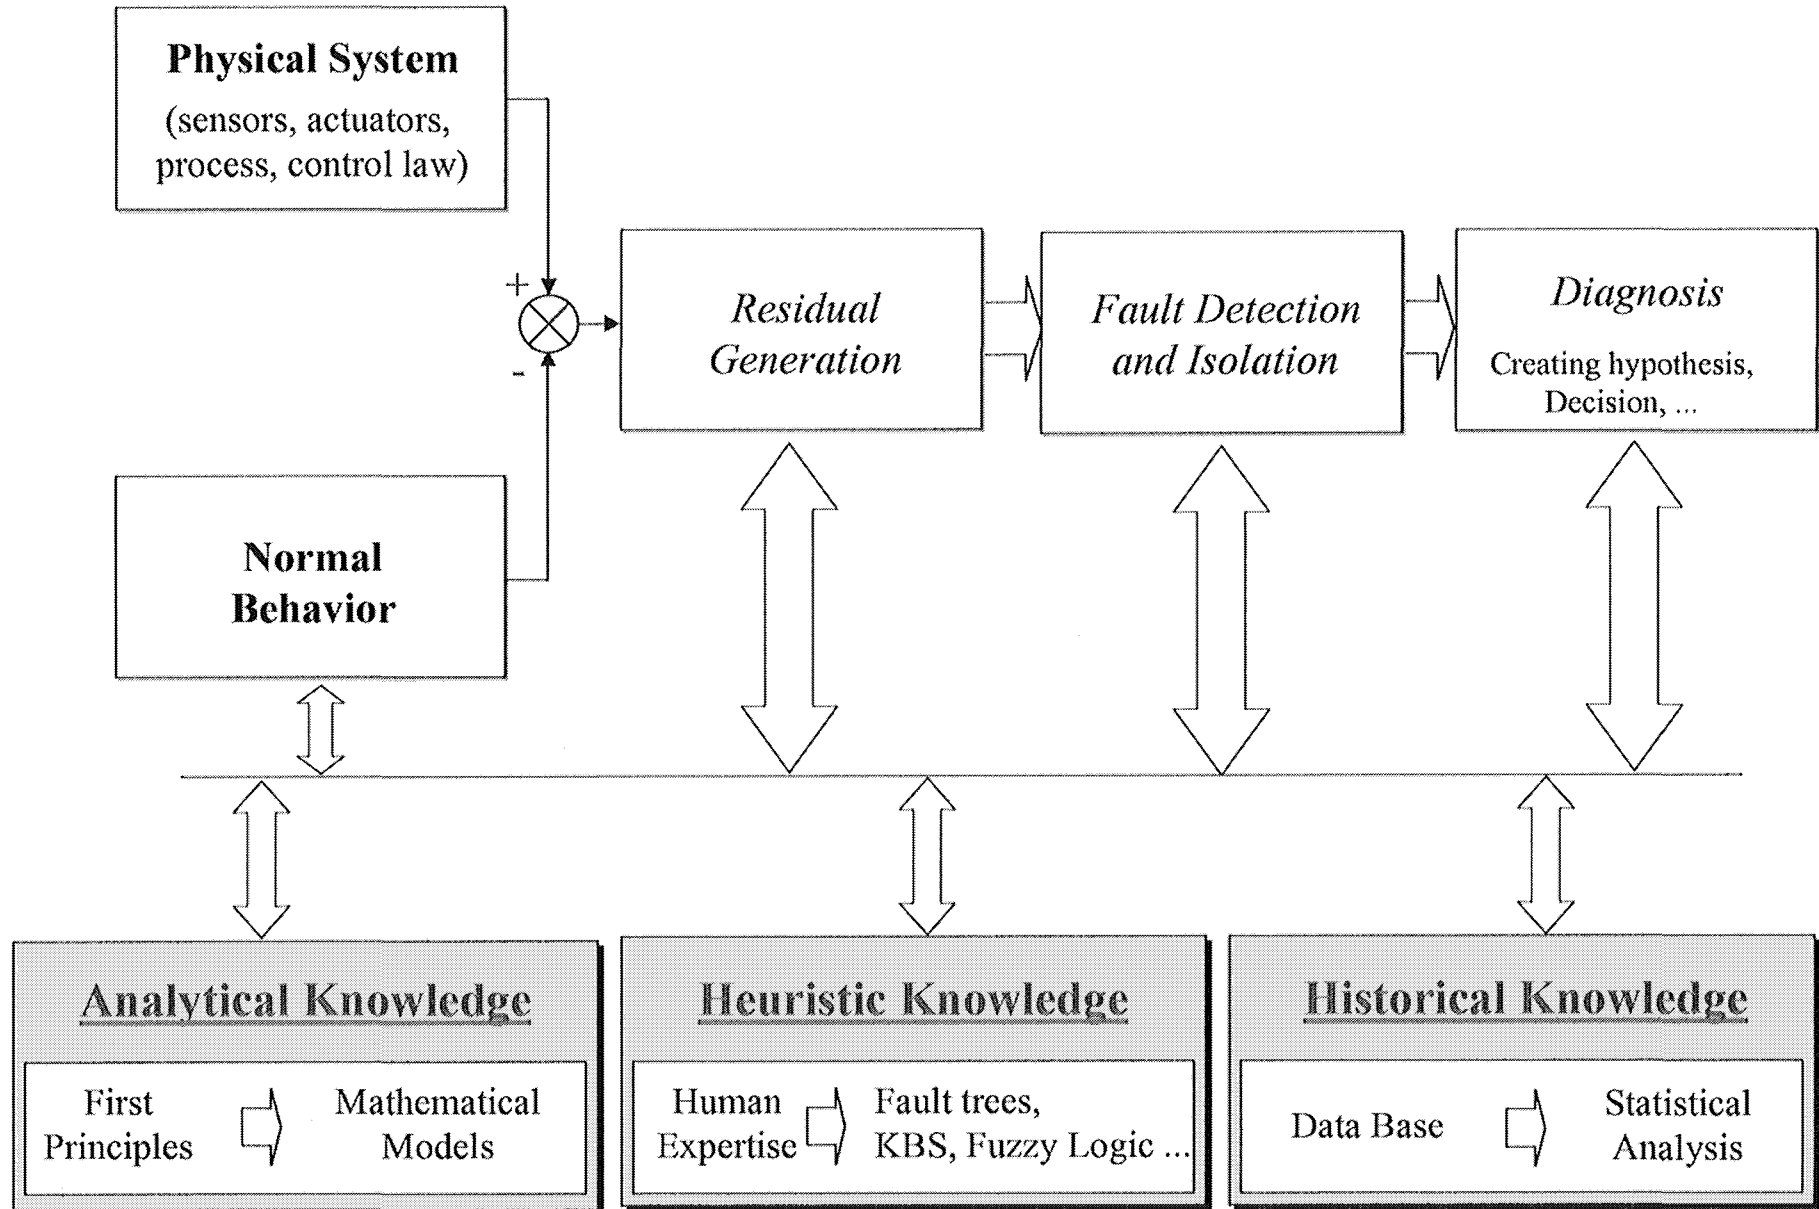 Physical System
(sensors, actuators,
process, control law)
+
-
Residual
Generation
Fault Detection
and Isolation
Diagnosis
Creating hypothesis,
Decision, ...
Normal
Behavior
Analytical Knowledge
First
Principles
Mathematical
Models
Heuristic Knowledge
Human
Expertise
Fault trees,
KBS, Fuzzy Logic ...
Historical Knowledge
Data Base
Statistical
Analysis